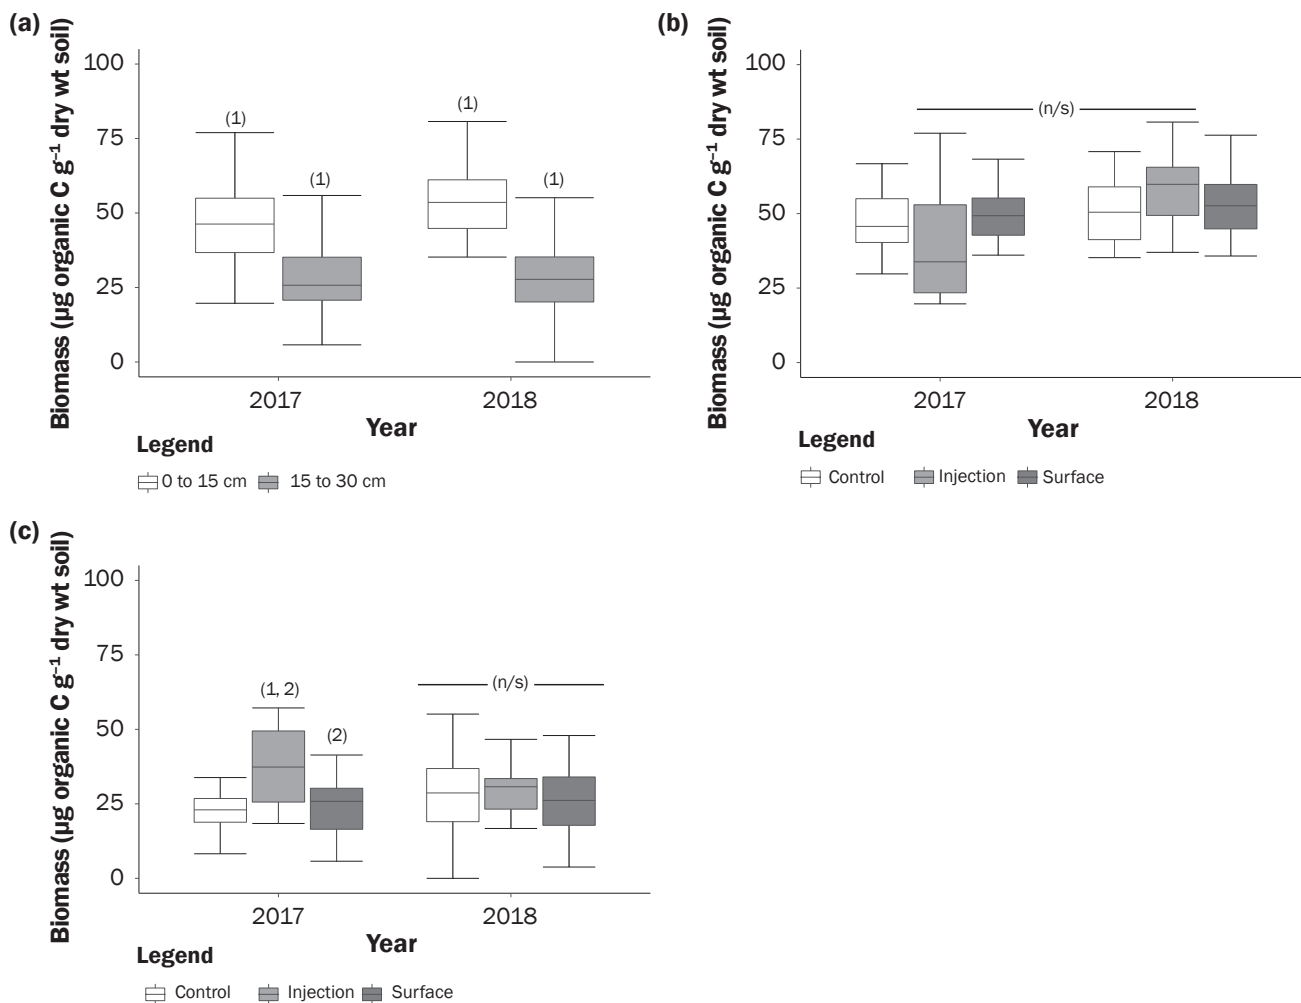 (a)
Biomass (µg organic C g⁻¹ dry wt soil)
100
75
50
25
0
(1)
(1)
(1)
(1)
2017
2018
Year
Legend
0 to 15 cm
15 to 30 cm
(b)
Biomass (µg organic C g⁻¹ dry wt soil)
100
75
50
25
0
(n/s)
2017
2018
Year
Legend
Control
Injection
Surface
(c)
Biomass (µg organic C g⁻¹ dry wt soil)
100
75
50
25
0
(1, 2)
(2)
(n/s)
2017
2018
Year
Legend
Control
Injection
Surface